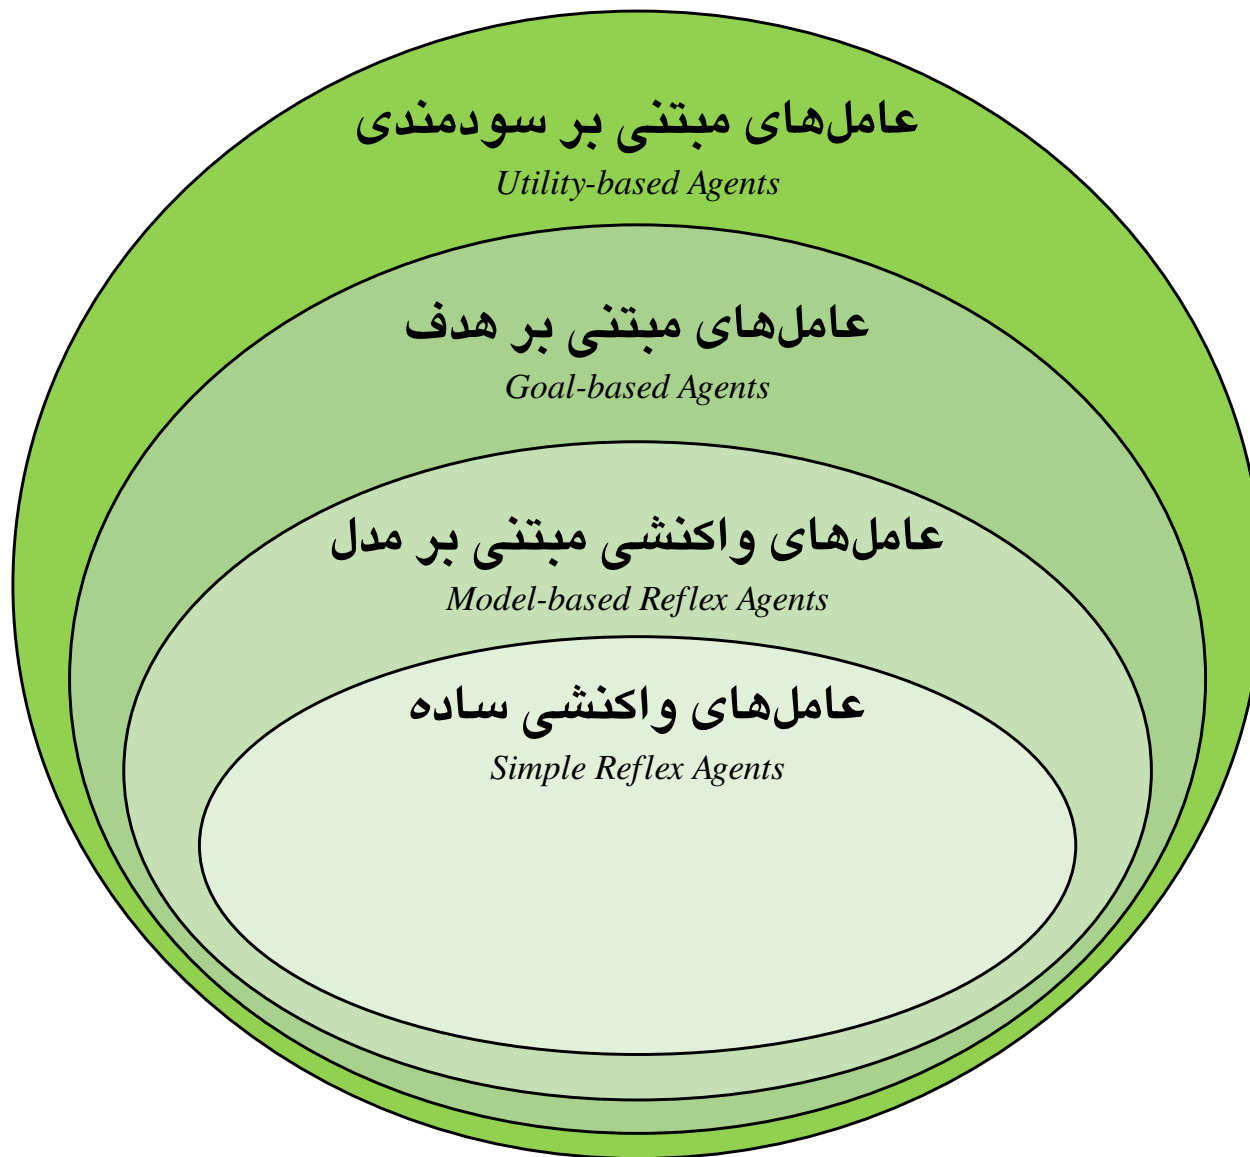 عامل‌های مبتنی بر سودمندی
Utility-based Agents
عامل‌های مبتنی بر هدف
Goal-based Agents
عامل‌های واکنشی مبتنی بر مدل
Model-based Reflex Agents
عامل‌های واکنشی ساده
Simple Reflex Agents